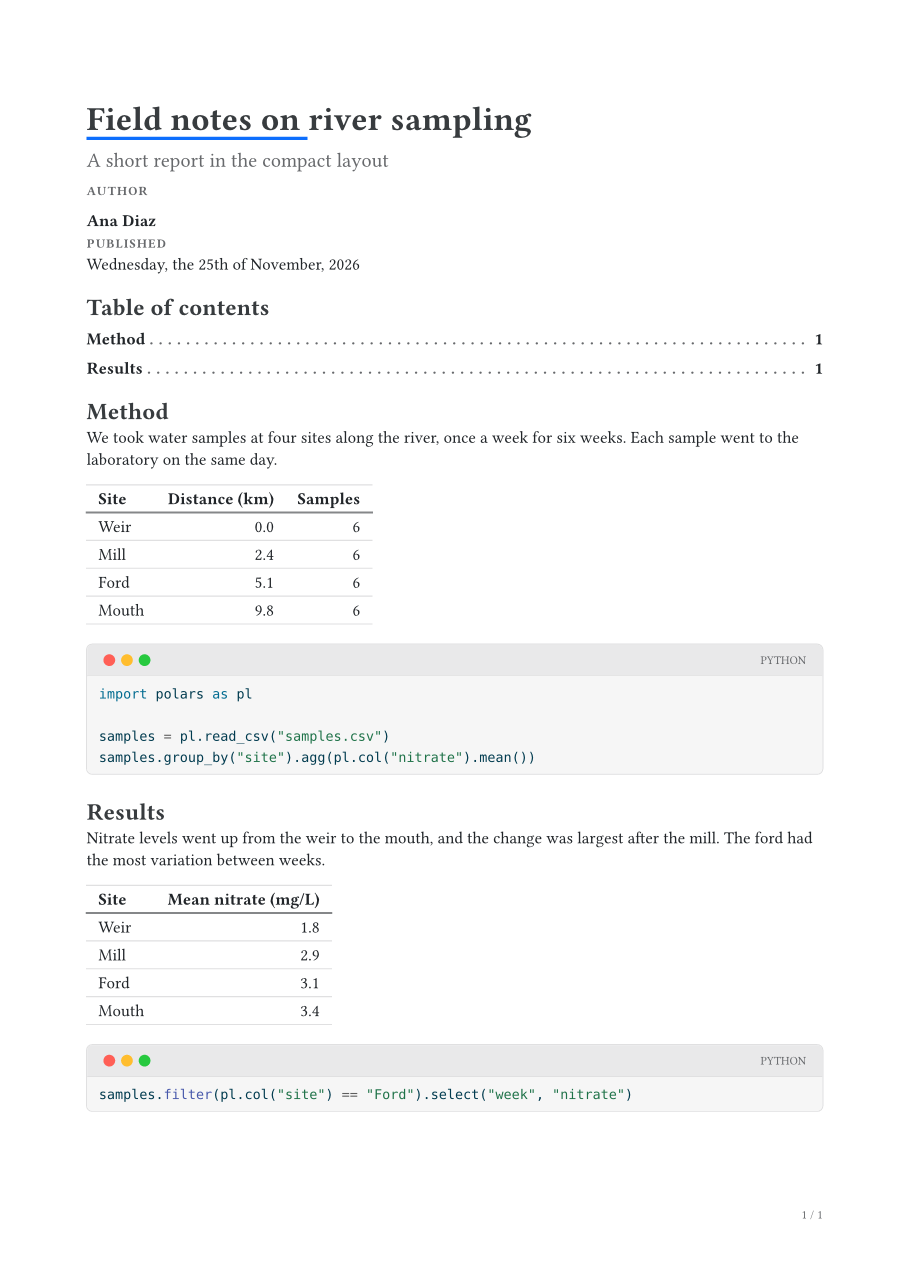 Field notes on river sampling
A short report in the compact layout
AUTHOR
Ana Diaz
PUBLISHED
Wednesday, the 25th of November, 2026
Table of contents
Method 1
Results 1
Method
We took water samples at four sites along the river, once a week for six weeks. Each sample went to the
laboratory on the same day.
Site Distance (km) Samples
Weir 0.0 6
Mill 2.4 6
Ford 5.1 6
Mouth 9.8 6
PYTHON
import polars as pl
samples = pl.read_csv("samples.csv")
samples.group_by("site").agg(pl.col("nitrate").mean())
Results
Nitrate levels went up from the weir to the mouth, and the change was largest after the mill. The ford had
the most variation between weeks.
Site Mean nitrate (mg/L)
Weir 1.8
Mill 2.9
Ford 3.1
Mouth 3.4
PYTHON
samples.filter(pl.col("site") == "Ford").select("week", "nitrate")
1 / 1